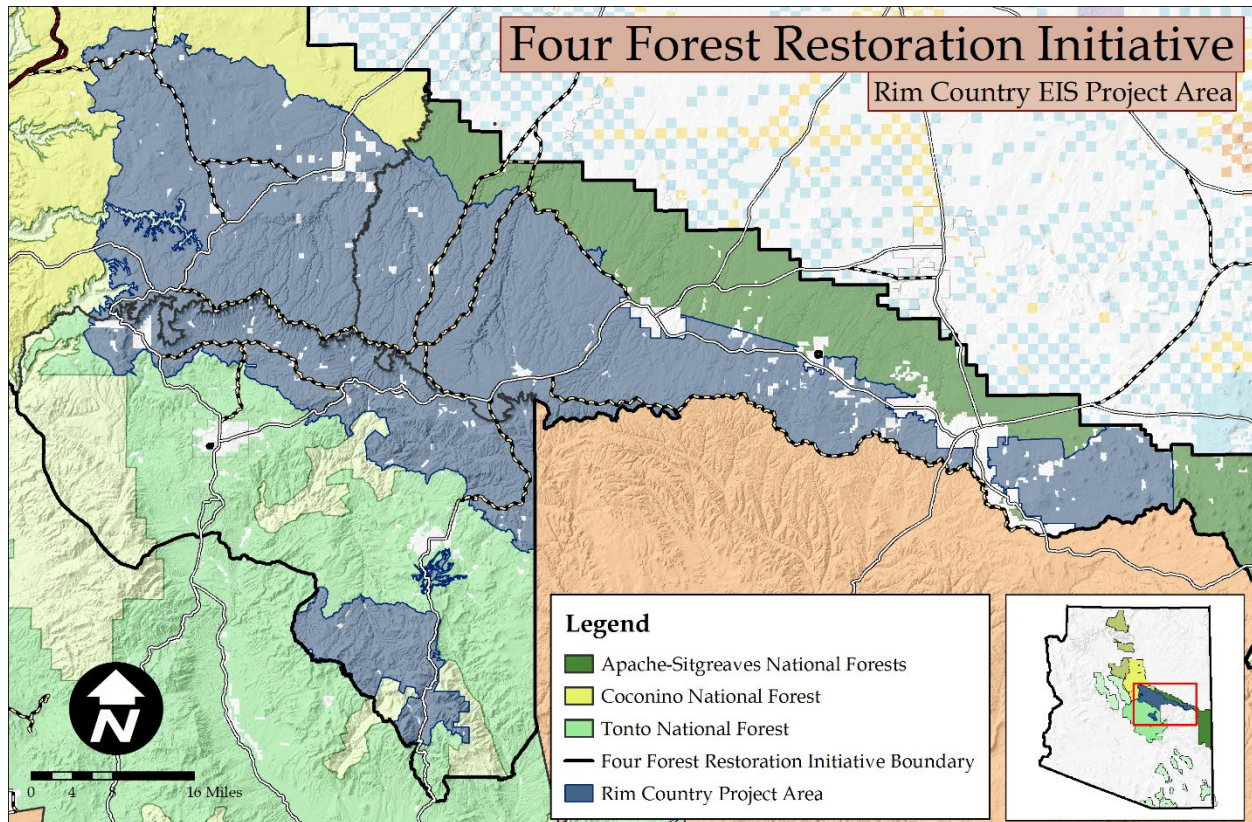 Four Forest Restoration Initiative
Rim Country EIS Project Area
Legend
Apache-Sitgreaves National Forests
Coconino National Forest
Tonto National Forest
Four Forest Restoration Initiative Boundary
Rim Country Project Area
N
0 4 8 16 Miles